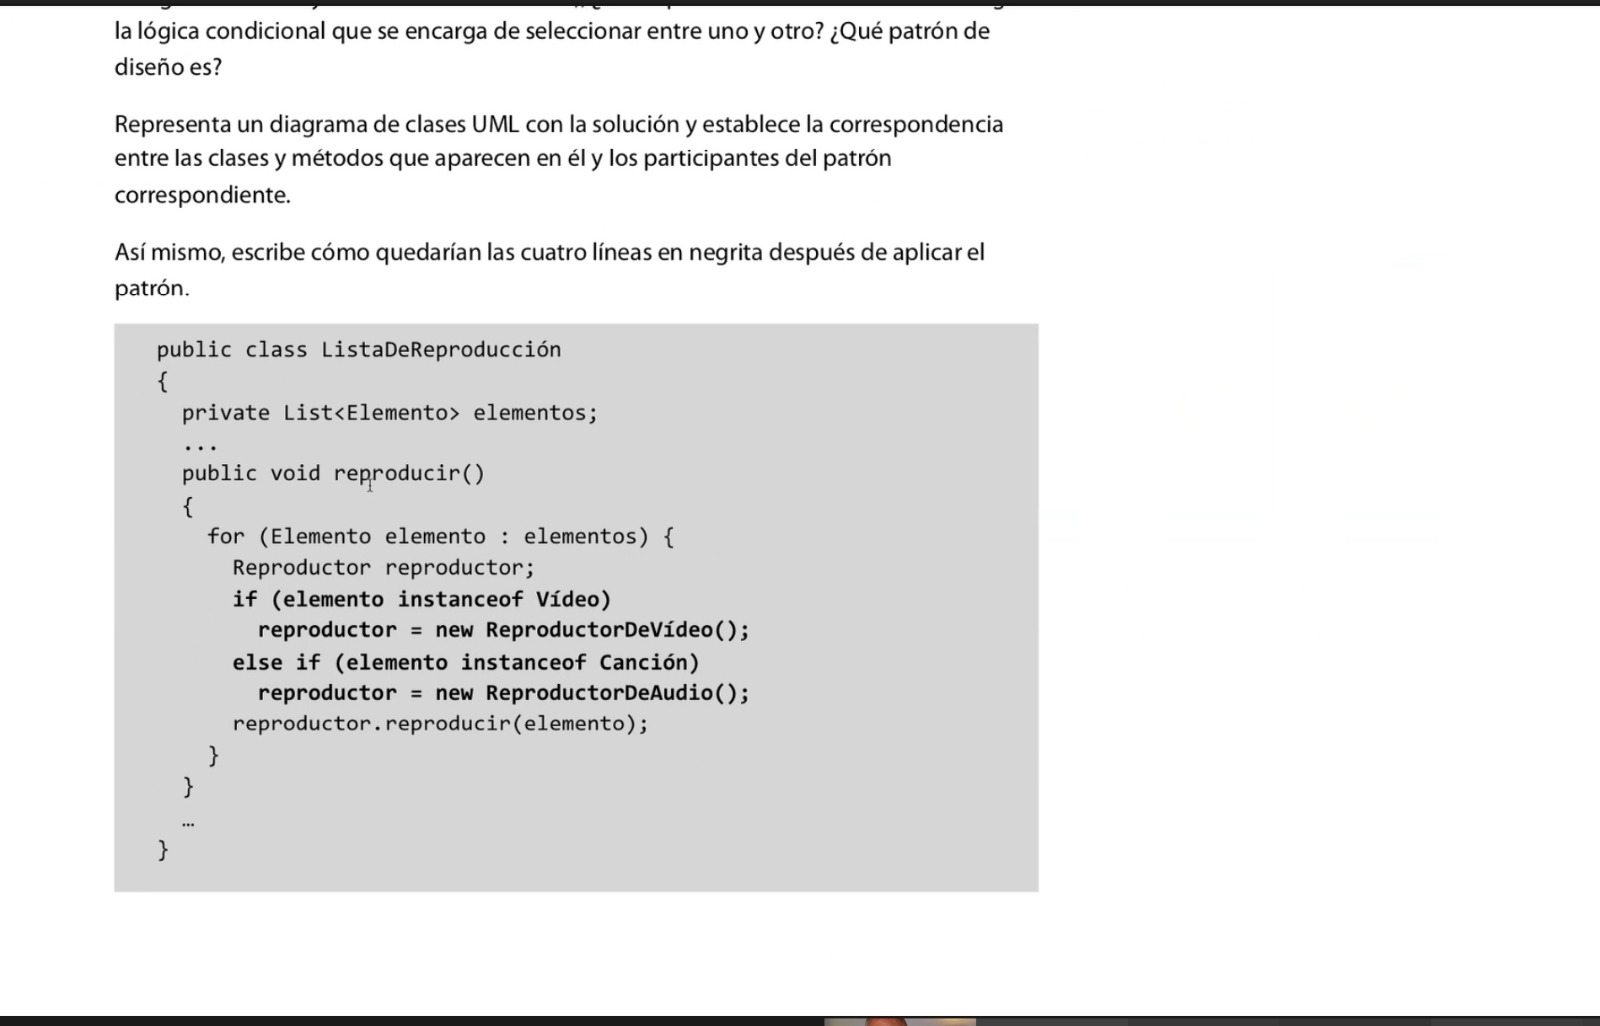 la lógica condicional que se encarga de seleccionar entre uno y otro? ¿Qué patrón de
diseño es?
Representa un diagrama de clases UML con la solución y establece la correspondencia
entre las clases y métodos que aparecen en él y los participantes del patrón
correspondiente.
Así mismo, escribe cómo quedarían las cuatro líneas en negrita después de aplicar el
patrón.
public class ListaDeReproducción
{
private List<Elemento> elementos;
...
public void reproducir()
{
for (Elemento elemento : elementos) {
Reproductor reproductor;
if (elemento instanceof Vídeo)
reproductor = new ReproductorDeVídeo();
else if (elemento instanceof Canción)
reproductor = new ReproductorDeAudio();
reproductor.reproducir(elemento);
}
}
…
}